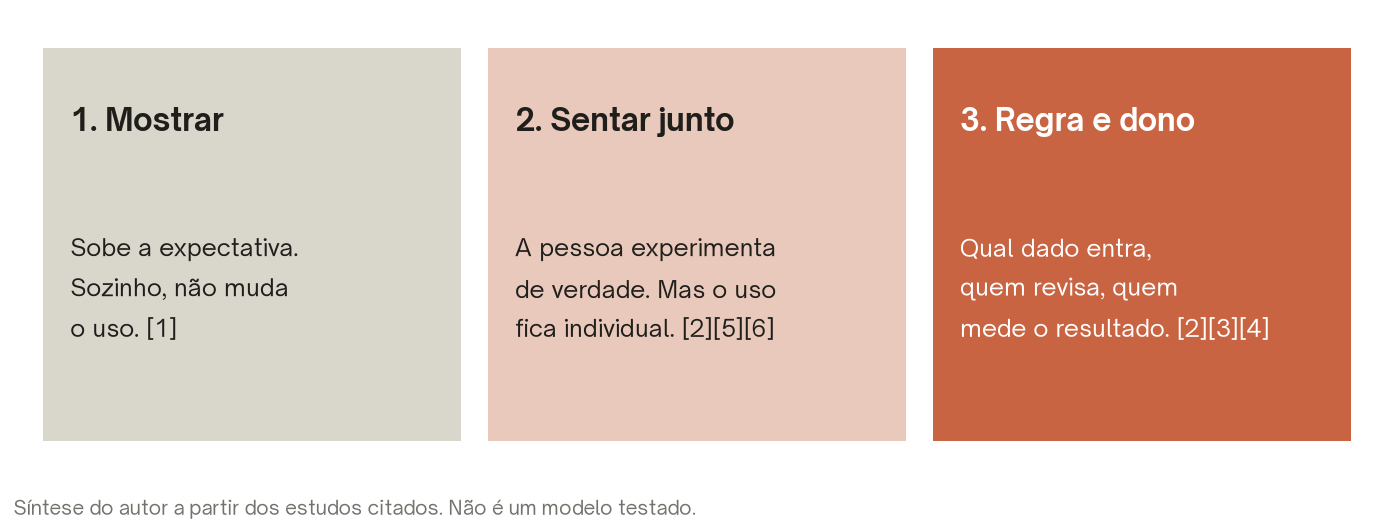 1. Mostrar
Sobe a expectativa.
Sozinho, não muda
o uso. [1]
2. Sentar junto
A pessoa experimenta
de verdade. Mas o uso
fica individual. [2][5][6]
3. Regra e dono
Qual dado entra,
quem revisa, quem
mede o resultado. [2][3][4]
Síntese do autor a partir dos estudos citados. Não é um modelo testado.